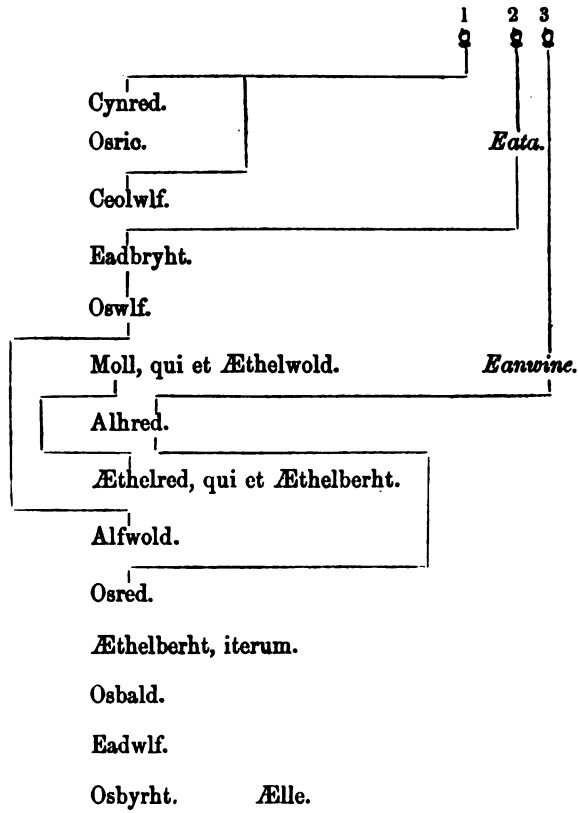 1 2 3
Cynred.
Osric. Eata.
Ceolwlf.
Eadbryht.
Oswlf.
Moll, qui et Æthelwold. Eanwine.
Alhred.
Æthelred, qui et Æthelberht.
Alfwold.
Osred.
Æthelberht, iterum.
Osbald.
Eadwlf.
Osbyrht. Ælle.